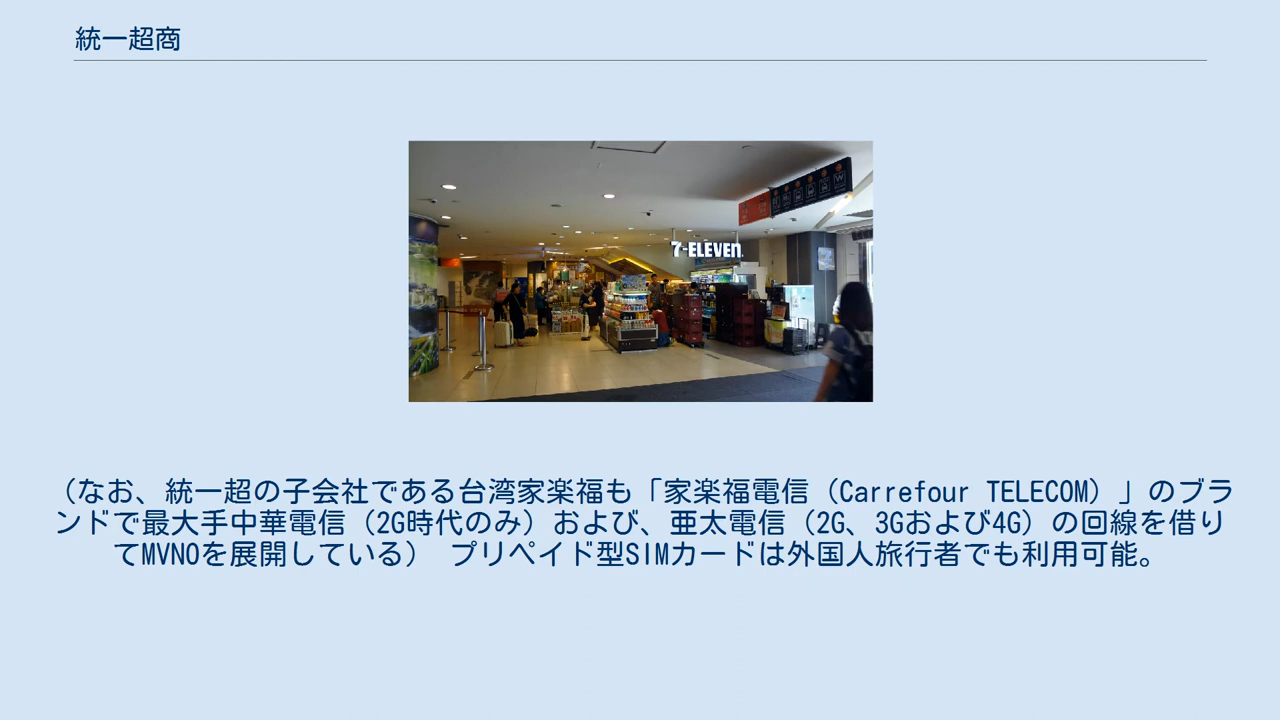 統一超商
7-ELEVEN
（なお、統一超の子会社である台湾家楽福も「家楽福電信（Carrefour TELECOM）」のブラ
ンドで最大手中華電信（2G時代のみ）および、亜太電信（2G、3Gおよび4G）の回線を借り
てMVNOを展開している） プリペイド型SIMカードは外国人旅行者でも利用可能。